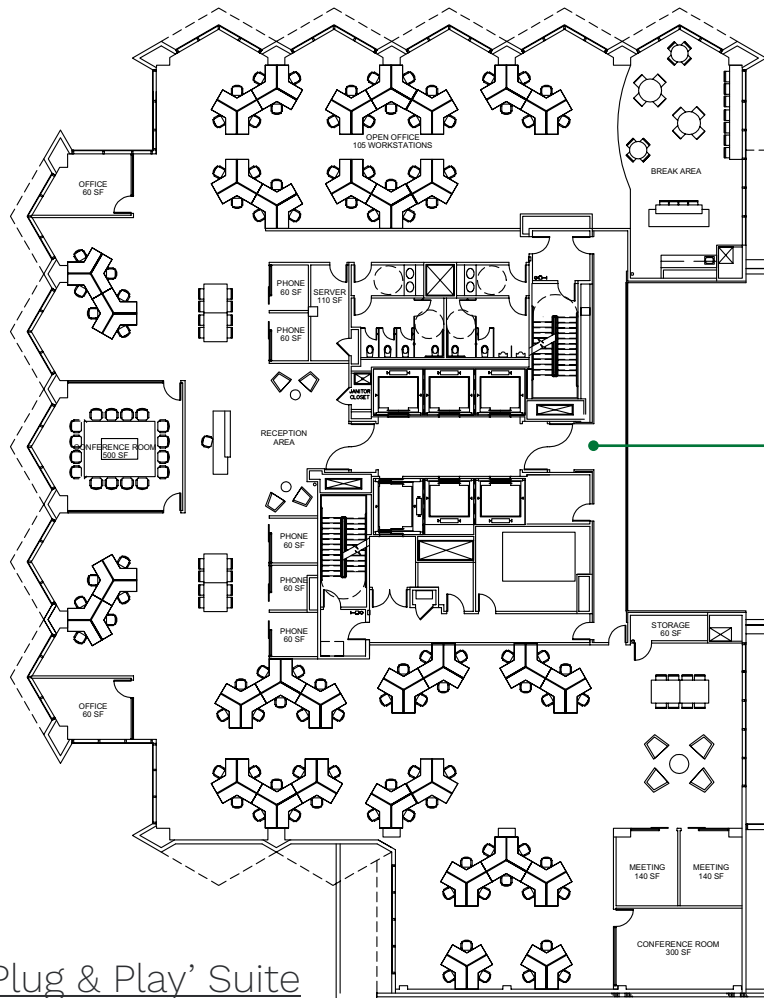 OPEN OFFICE
105 WORKSTATIONS
BREAK AREA
OFFICE
60 SF
PHONE
60 SF
SERVER
110 SF
PHONE
60 SF
JANITOR
CLOSET
RECEPTION
AREA
CONFERENCE ROOM
500 SF
PHONE
60 SF
PHONE
60 SF
PHONE
60 SF
STORAGE
60 SF
OFFICE
60 SF
MEETING
140 SF
MEETING
140 SF
CONFERENCE ROOM
300 SF
Plug & Play’ Suite